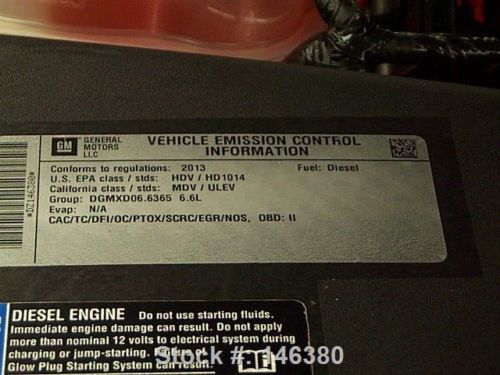 GM
GENERAL
MOTORS
LLC
VEHICLE EMISSION CONTROL
INFORMATION
Conforms to regulations: 2013 Fuel: Diesel
U.S. EPA class / stds: HDV / HD1014
California class / stds: MDV / ULEV
Group: DGMXD06.6365 6.6L
Evap: N/A
CAC/TC/DFI/OC/PTOX/SCRC/EGR/NOS, OBD: II
*DZ146380*
DIESEL ENGINE Do not use starting fluids.
Immediate engine damage can result. Do not apply
more than nominal 12 volts to electrical system during
charging or jump-starting. Failure of
Glow Plug Starting System can result.
Stock #: 146380